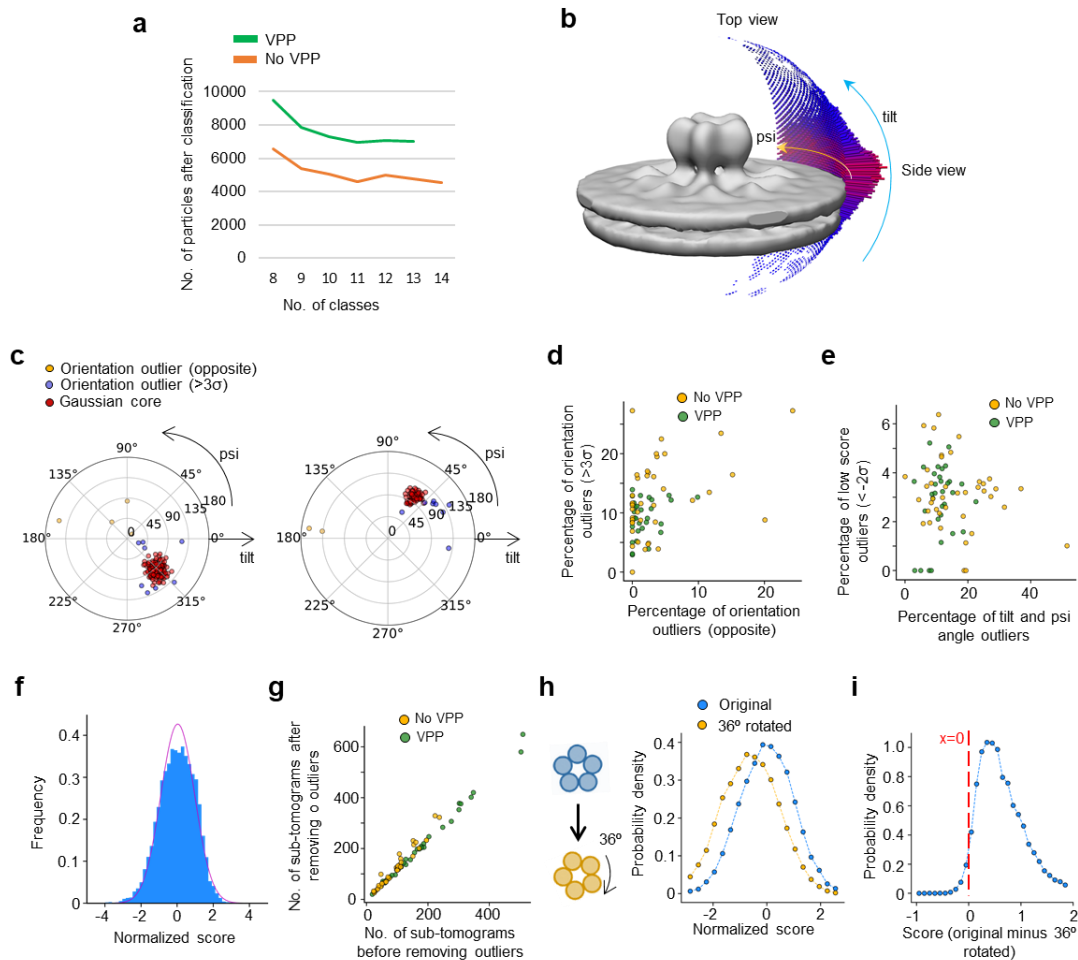 a
VPP
No VPP
No. of particles after classification
10000
8000
6000
4000
2000
0
8 9 10 11 12 13 14
No. of classes
b
Top view
tilt
psi
Side view
c
Orientation outlier (opposite)
Orientation outlier (>3σ)
Gaussian core
90°
135°
45°
psi
180
135
90
45
0
180°
0°
tilt
225°
315°
270°
90°
135°
45°
psi
180
135
90
45
0
180°
0°
tilt
225°
315°
270°
d
No VPP
VPP
Percentage of orientation
outliers (>3σ)
30
20
10
0
0 5 10 15 20 25
Percentage of orientation
outliers (opposite)
e
No VPP
VPP
Percentage of low score
outliers (< -2σ)
6
4
2
0
0 20 40
Percentage of tilt and psi
angle outliers
f
Frequency
0.4
0.3
0.2
0.1
0
-4 -2 0 2 4
Normalized score
g
No VPP
VPP
No. of sub-tomograms after
removing o outliers
600
400
200
0
0 200 400
No. of sub-tomograms
before removing outliers
h
36º
Original
36º rotated
Probability density
0.4
0.3
0.2
0.1
0
-2 0 2
Normalized score
i
x=0
Probability density
1.0
0.8
0.6
0.4
0.2
0
-1 0 1 2
Score (original minus 36º
rotated)